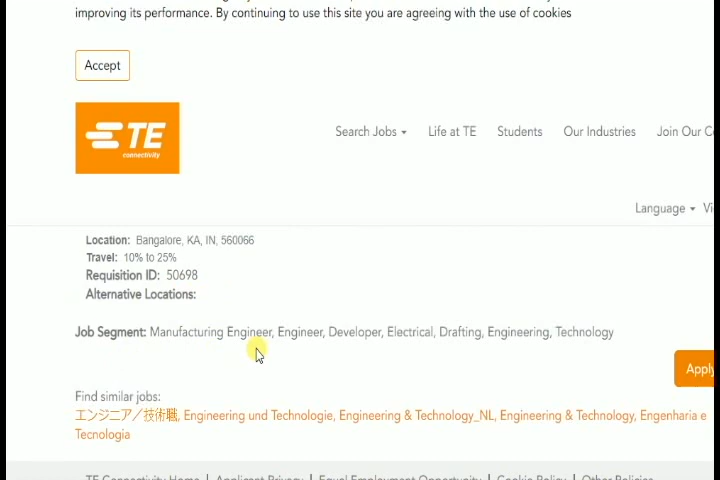 improving its performance. By continuing to use this site you are agreeing with the use of cookies
Accept
TE
connectivity
Search Jobs Life at TE Students Our Industries Join Our
Language
Location: Bangalore, KA, IN, 560066
Travel: 10% to 25%
Requisition ID: 50698
Alternative Locations:
Job Segment: Manufacturing Engineer, Engineer, Developer, Electrical, Drafting, Engineering, Technology
Apply
Find similar jobs:
エンジニア／技術職, Engineering und Technologie, Engineering & Technology_NL, Engineering & Technology, Engenharia e
Tecnologia
TE Connectivity Home | Applicant Privacy | Equal Employment Opportunity | Cookie Policy | Other Policies